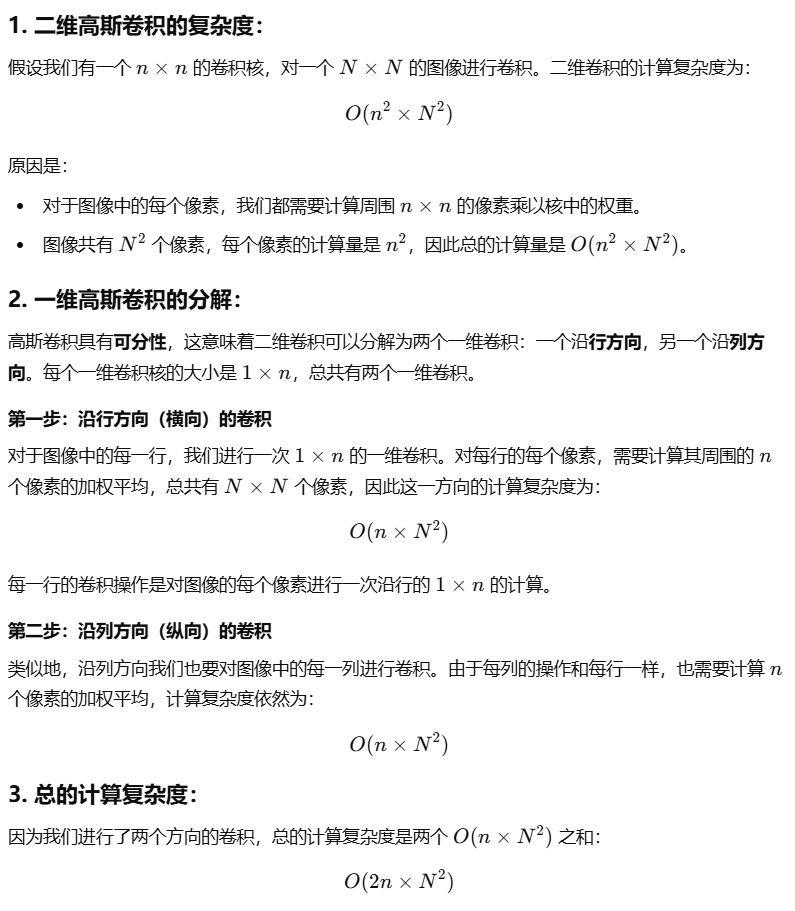 1. 二维高斯卷积的复杂度：
假设我们有一个 n × n 的卷积核，对一个 N × N 的图像进行卷积。二维卷积的计算复杂度为：
O(n² × N²)
原因是：
• 对于图像中的每个像素，我们都需要计算周围 n × n 的像素乘以核中的权重。
• 图像共有 N² 个像素，每个像素的计算量是 n²，因此总的计算量是 O(n² × N²)。
2. 一维高斯卷积的分解：
高斯卷积具有可分性，这意味着二维卷积可以分解为两个一维卷积：一个沿行方向，另一个沿列方
向。每个一维卷积核的大小是 1 × n，总共有两个一维卷积。
第一步：沿行方向（横向）的卷积
对于图像中的每一行，我们进行一次 1 × n 的一维卷积。对每行的每个像素，需要计算其周围的 n
个像素的加权平均，总共有 N × N 个像素，因此这一方向的计算复杂度为：
O(n × N²)
每一行的卷积操作是对图像的每个像素进行一次沿行的 1 × n 的计算。
第二步：沿列方向（纵向）的卷积
类似地，沿列方向我们也要对图像中的每一列进行卷积。由于每列的操作和每行一样，也需要计算 n
个像素的加权平均，计算复杂度依然为：
O(n × N²)
3. 总的计算复杂度：
因为我们进行了两个方向的卷积，总的计算复杂度是两个 O(n × N²) 之和：
O(2n × N²)